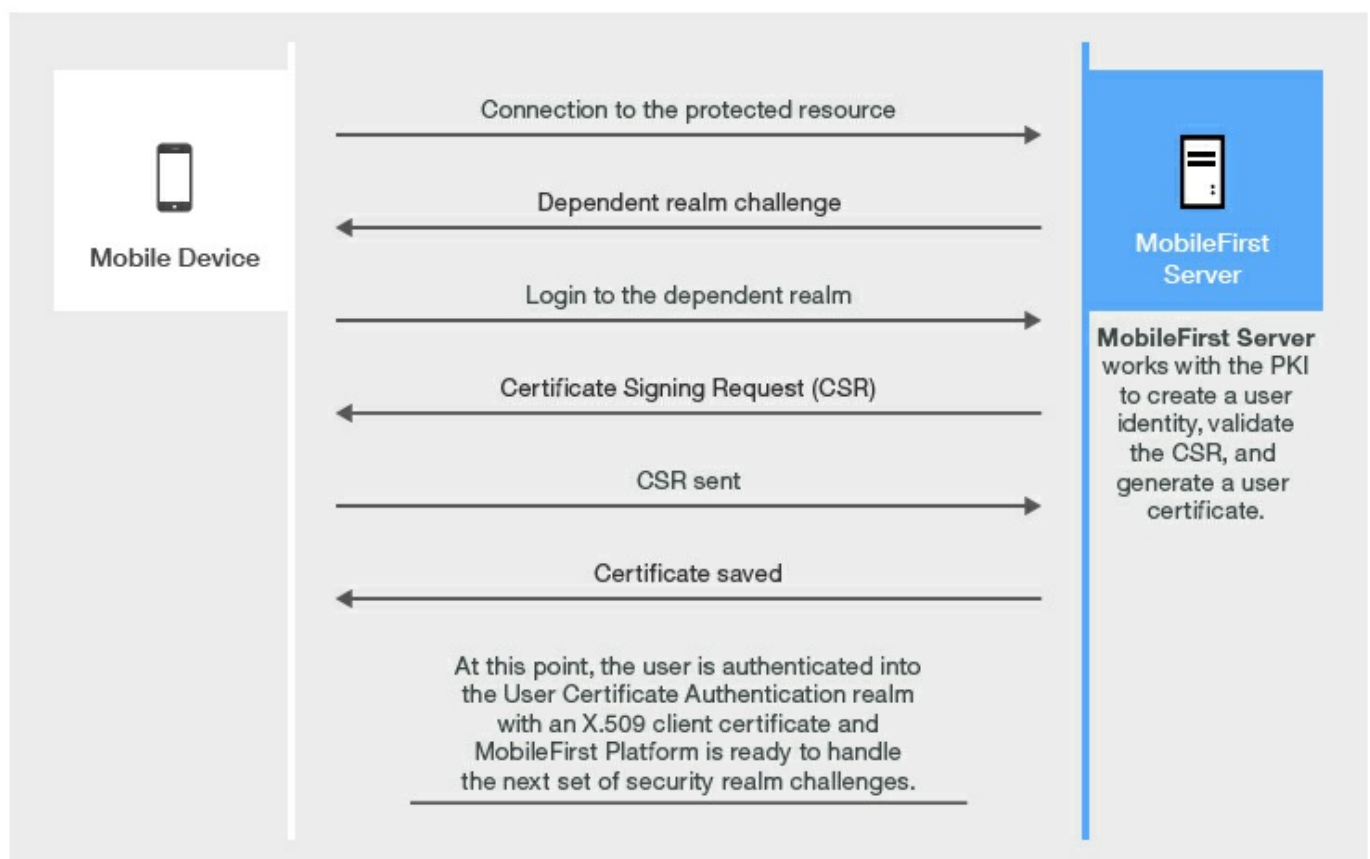 Connection to the protected resource
Dependent realm challenge
Mobile Device
MobileFirst
Server
Login to the dependent realm
MobileFirst Server
works with the PKI
to create a user
identity, validate
the CSR, and
generate a user
certificate.
Certificate Signing Request (CSR)
CSR sent
Certificate saved
At this point, the user is authenticated into
the User Certificate Authentication realm
with an X.509 client certificate and
MobileFirst Platform is ready to handle
the next set of security realm challenges.